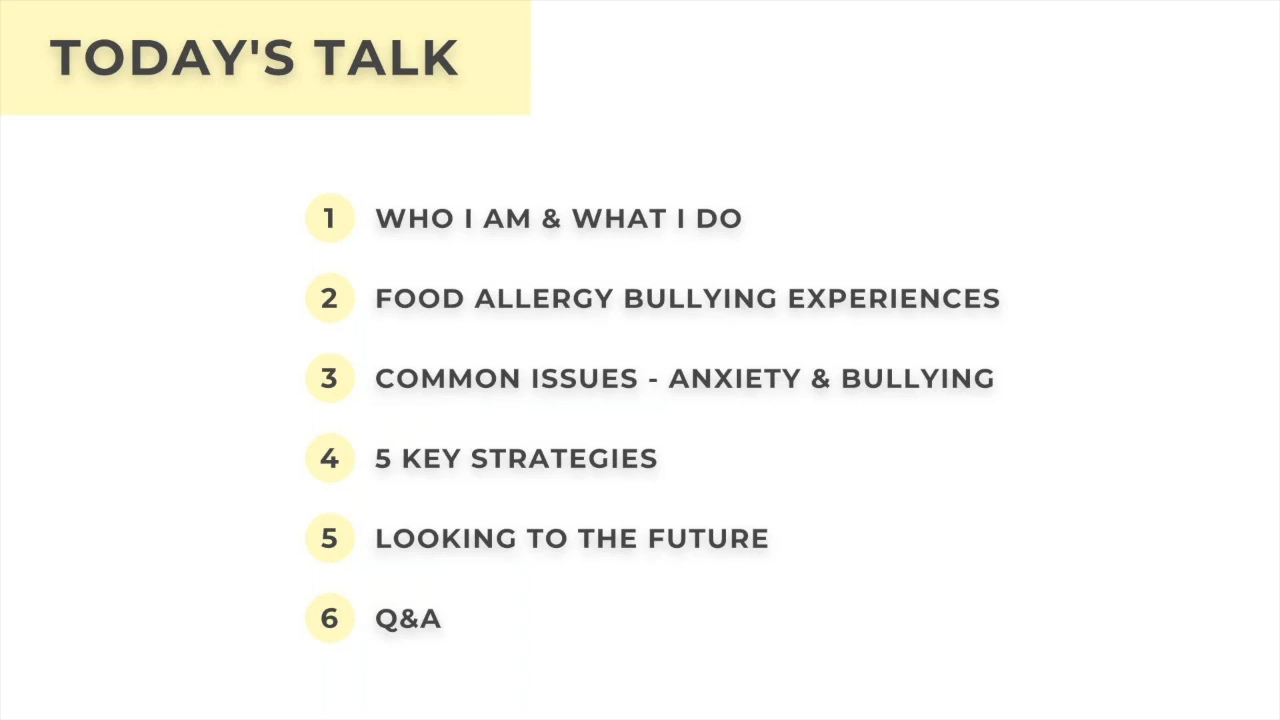 TODAY'S TALK
1 WHO I AM & WHAT I DO
2 FOOD ALLERGY BULLYING EXPERIENCES
3 COMMON ISSUES - ANXIETY & BULLYING
4 5 KEY STRATEGIES
5 LOOKING TO THE FUTURE
6 Q&A